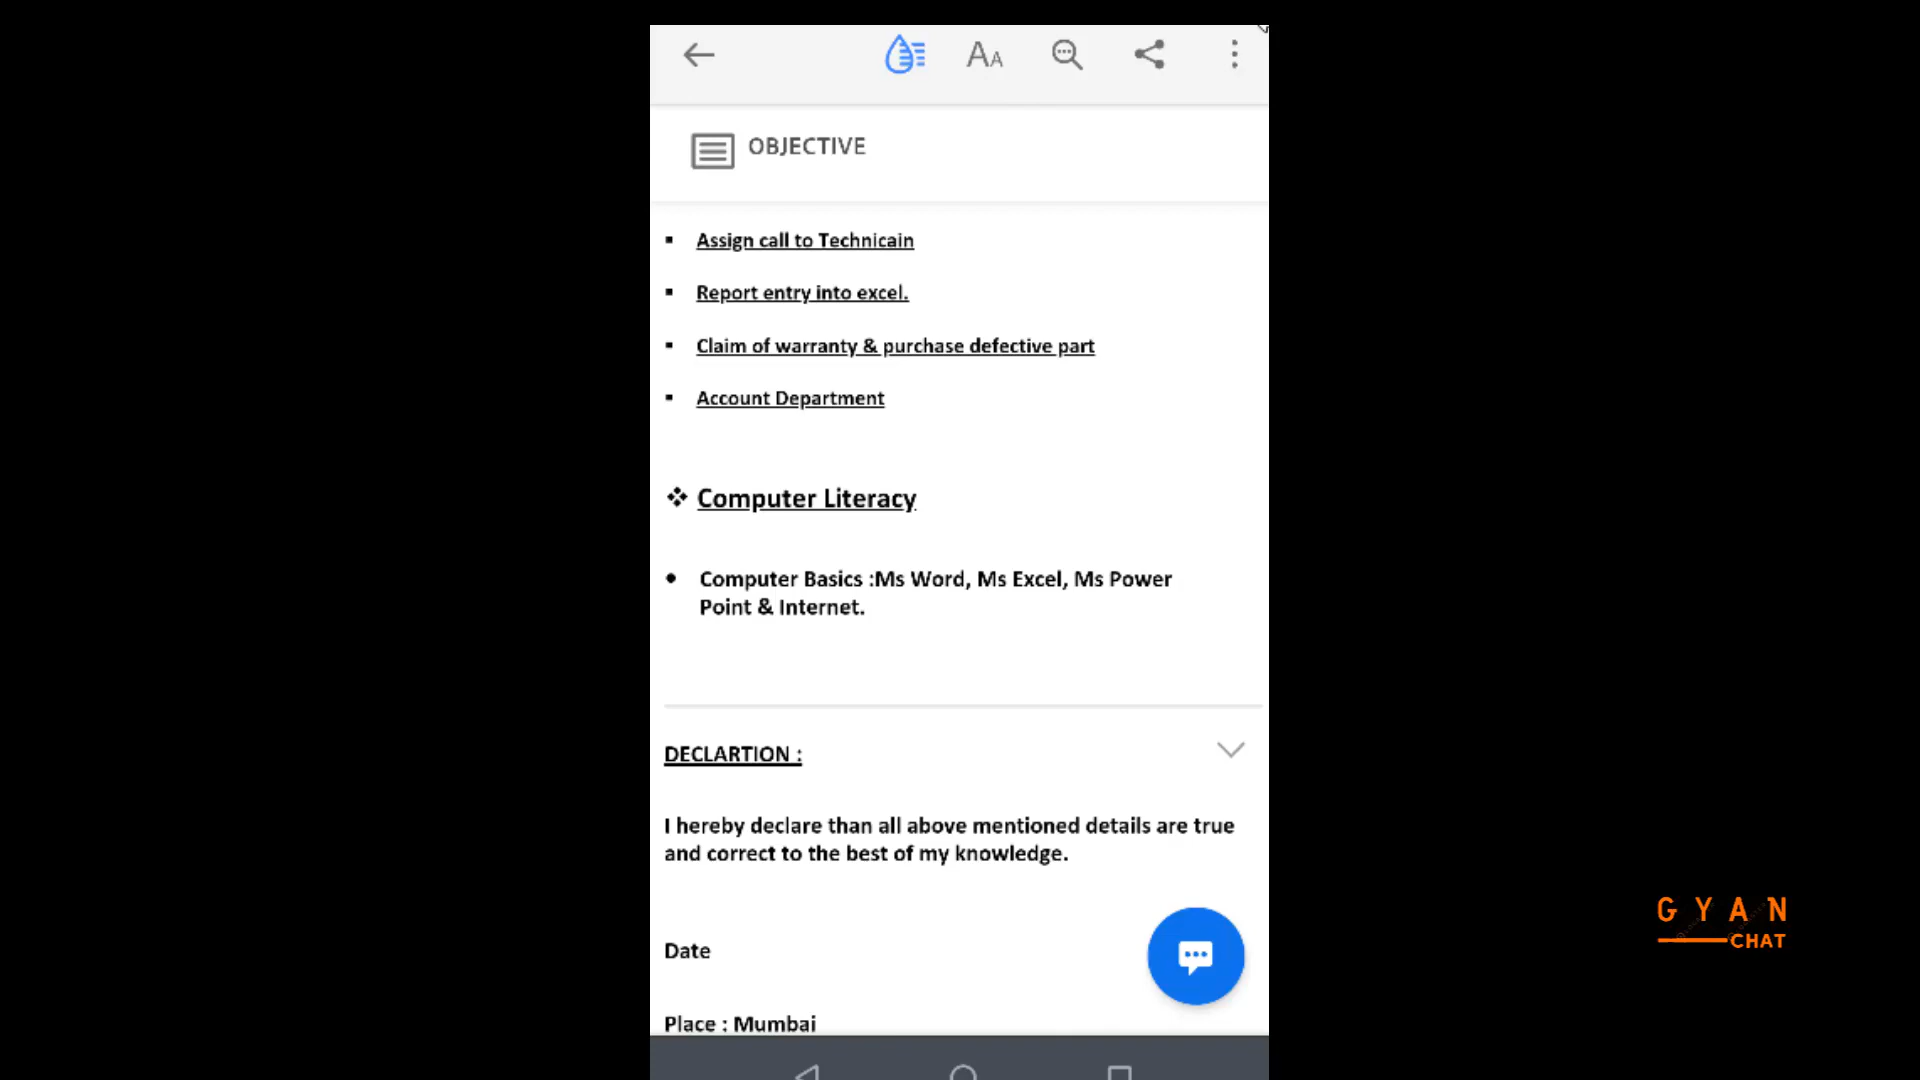 AA
OBJECTIVE
Assign call to Technicain
Report entry into excel.
Claim of warranty & purchase defective part
Account Department
Computer Literacy
Computer Basics :Ms Word, Ms Excel, Ms Power
Point & Internet.
DECLARTION :
I hereby declare than all above mentioned details are true
and correct to the best of my knowledge.
Date
Place : Mumbai
GYAN
CHAT